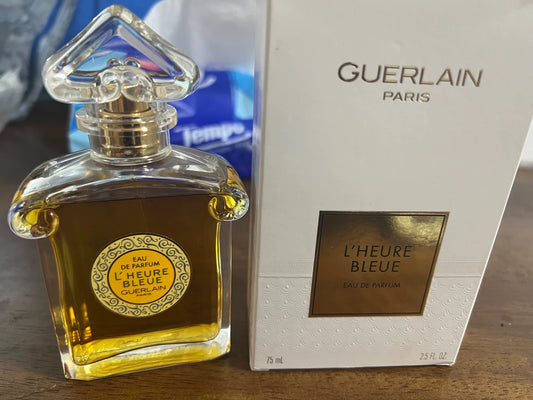 GUERLAIN
PARIS
L'HEURE
BLEUE
EAU DE PARFUM
75 mL
2.5 FL. OZ
EAU
DE PARFUM
L'HEURE
BLEUE
GUERLAIN
PARIS
Tempo